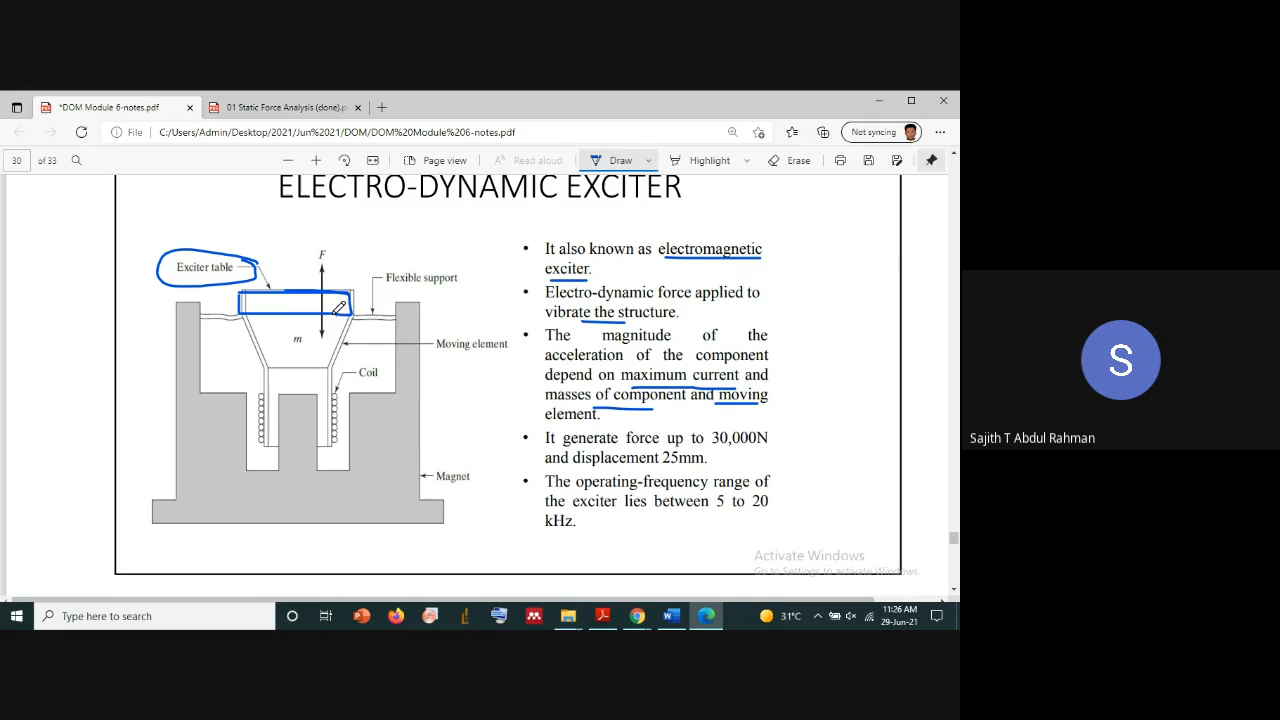 *DOM Module 6-notes.pdf
01 Static Force Analysis (clone).p
File
C:/Users/Admin/Desktop/2021/Jun%2021/DOM/DOM%20Module%206-notes.pdf
Not syncing
30 of 33
Page view
Read aloud
Draw
Highlight
Erase
ELECTRO-DYNAMIC EXCITER
Exciter table
F
Flexible support
m
Moving element
Coil
Magnet
• It also known as electromagnetic
exciter.
• Electro-dynamic force applied to
vibrate the structure.
• The magnitude of the
acceleration of the component
depend on maximum current and
masses of component and moving
element.
• It generate force up to 30,000N
and displacement 25mm.
• The operating-frequency range of
the exciter lies between 5 to 20
kHz.
Activate Windows
Go to Settings to activate Windows.
S
Sajith T Abdul Rahman
Type here to search
31°C
11:26 AM
29-Jun-21